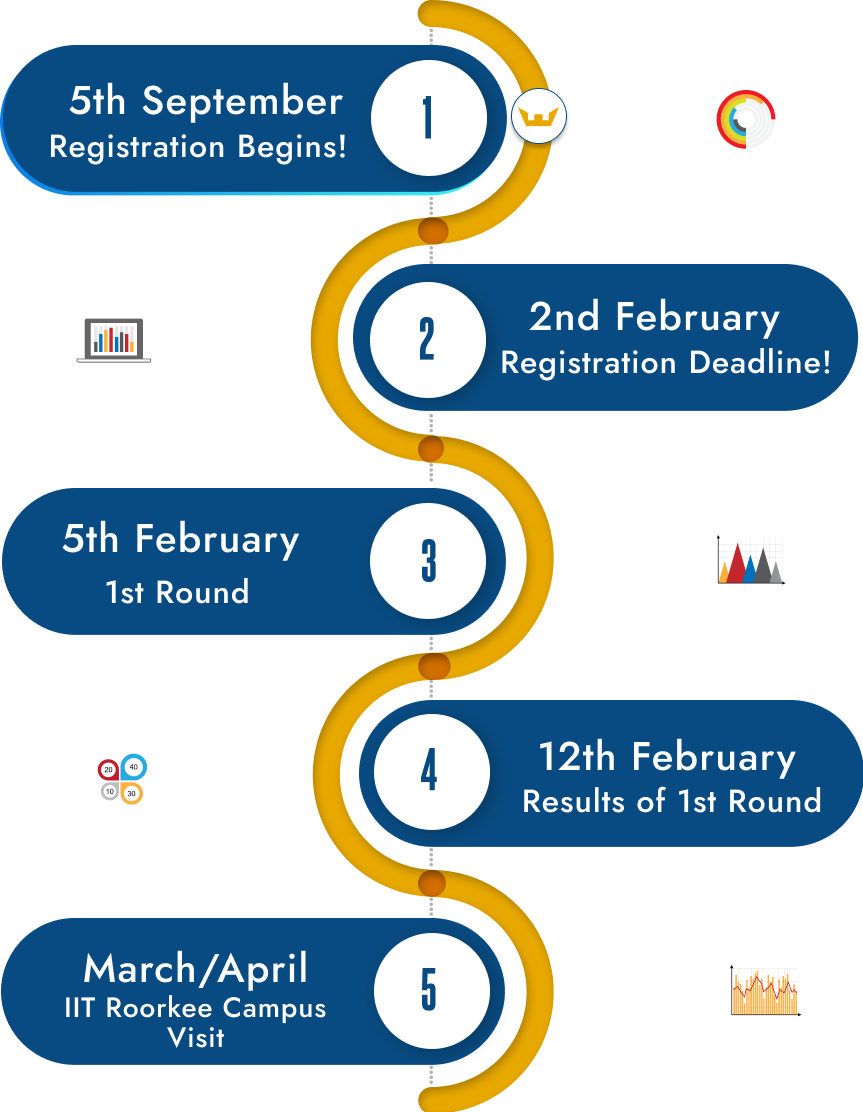 5th September
Registration Begins!
1
2
2nd February
Registration Deadline!
5th February
1st Round
3
20
40
10
30
4
12th February
Results of 1st Round
March/April
IIT Roorkee Campus
Visit
5